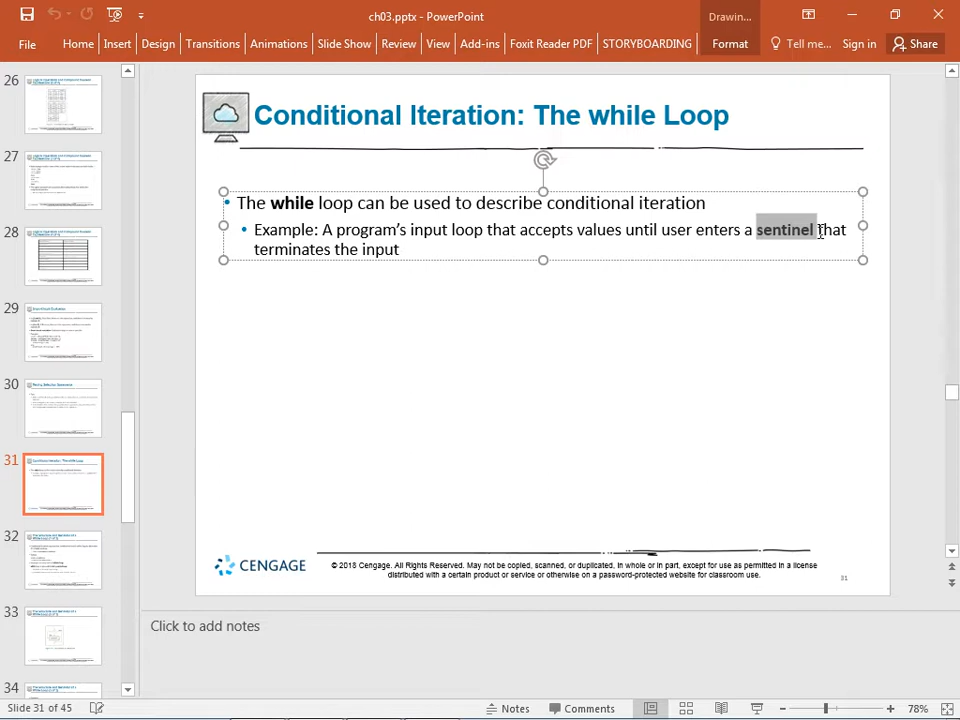 ch03.pptx - PowerPoint
Drawin...
File Home Insert Design Transitions Animations Slide Show Review View Add-ins Foxit Reader PDF STORYBOARDING Format Tell me... Sign in Share
26
27
28
29
30
31
32
33
34
Conditional Iteration: The while Loop
• The while loop can be used to describe conditional iteration
• Example: A program's input loop that accepts values until user enters a sentinel that
terminates the input
CENGAGE
© 2018 Cengage. All Rights Reserved. May not be copied, scanned, or duplicated, in whole or in part, except for use as permitted in a license
distributed with a certain product or service or otherwise on a password-protected website for classroom use.
31
Click to add notes
Slide 31 of 45 Notes Comments 78%